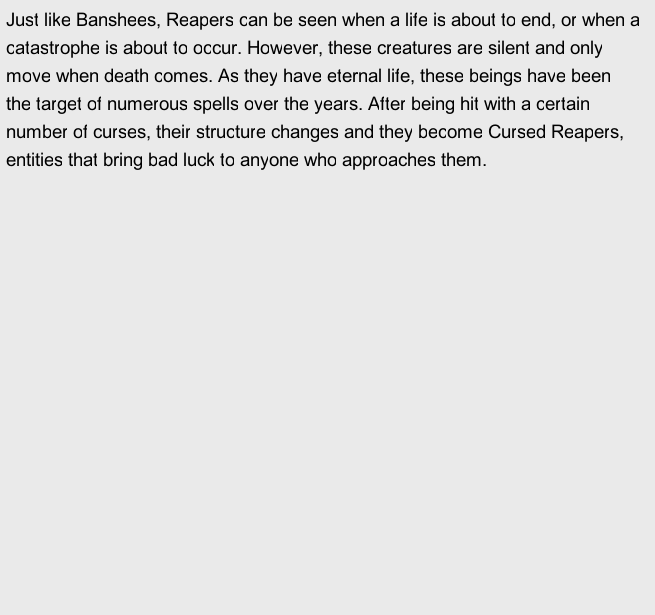 Just like Banshees, Reapers can be seen when a life is about to end, or when a
catastrophe is about to occur. However, these creatures are silent and only
move when death comes. As they have eternal life, these beings have been
the target of numerous spells over the years. After being hit with a certain
number of curses, their structure changes and they become Cursed Reapers,
entities that bring bad luck to anyone who approaches them.